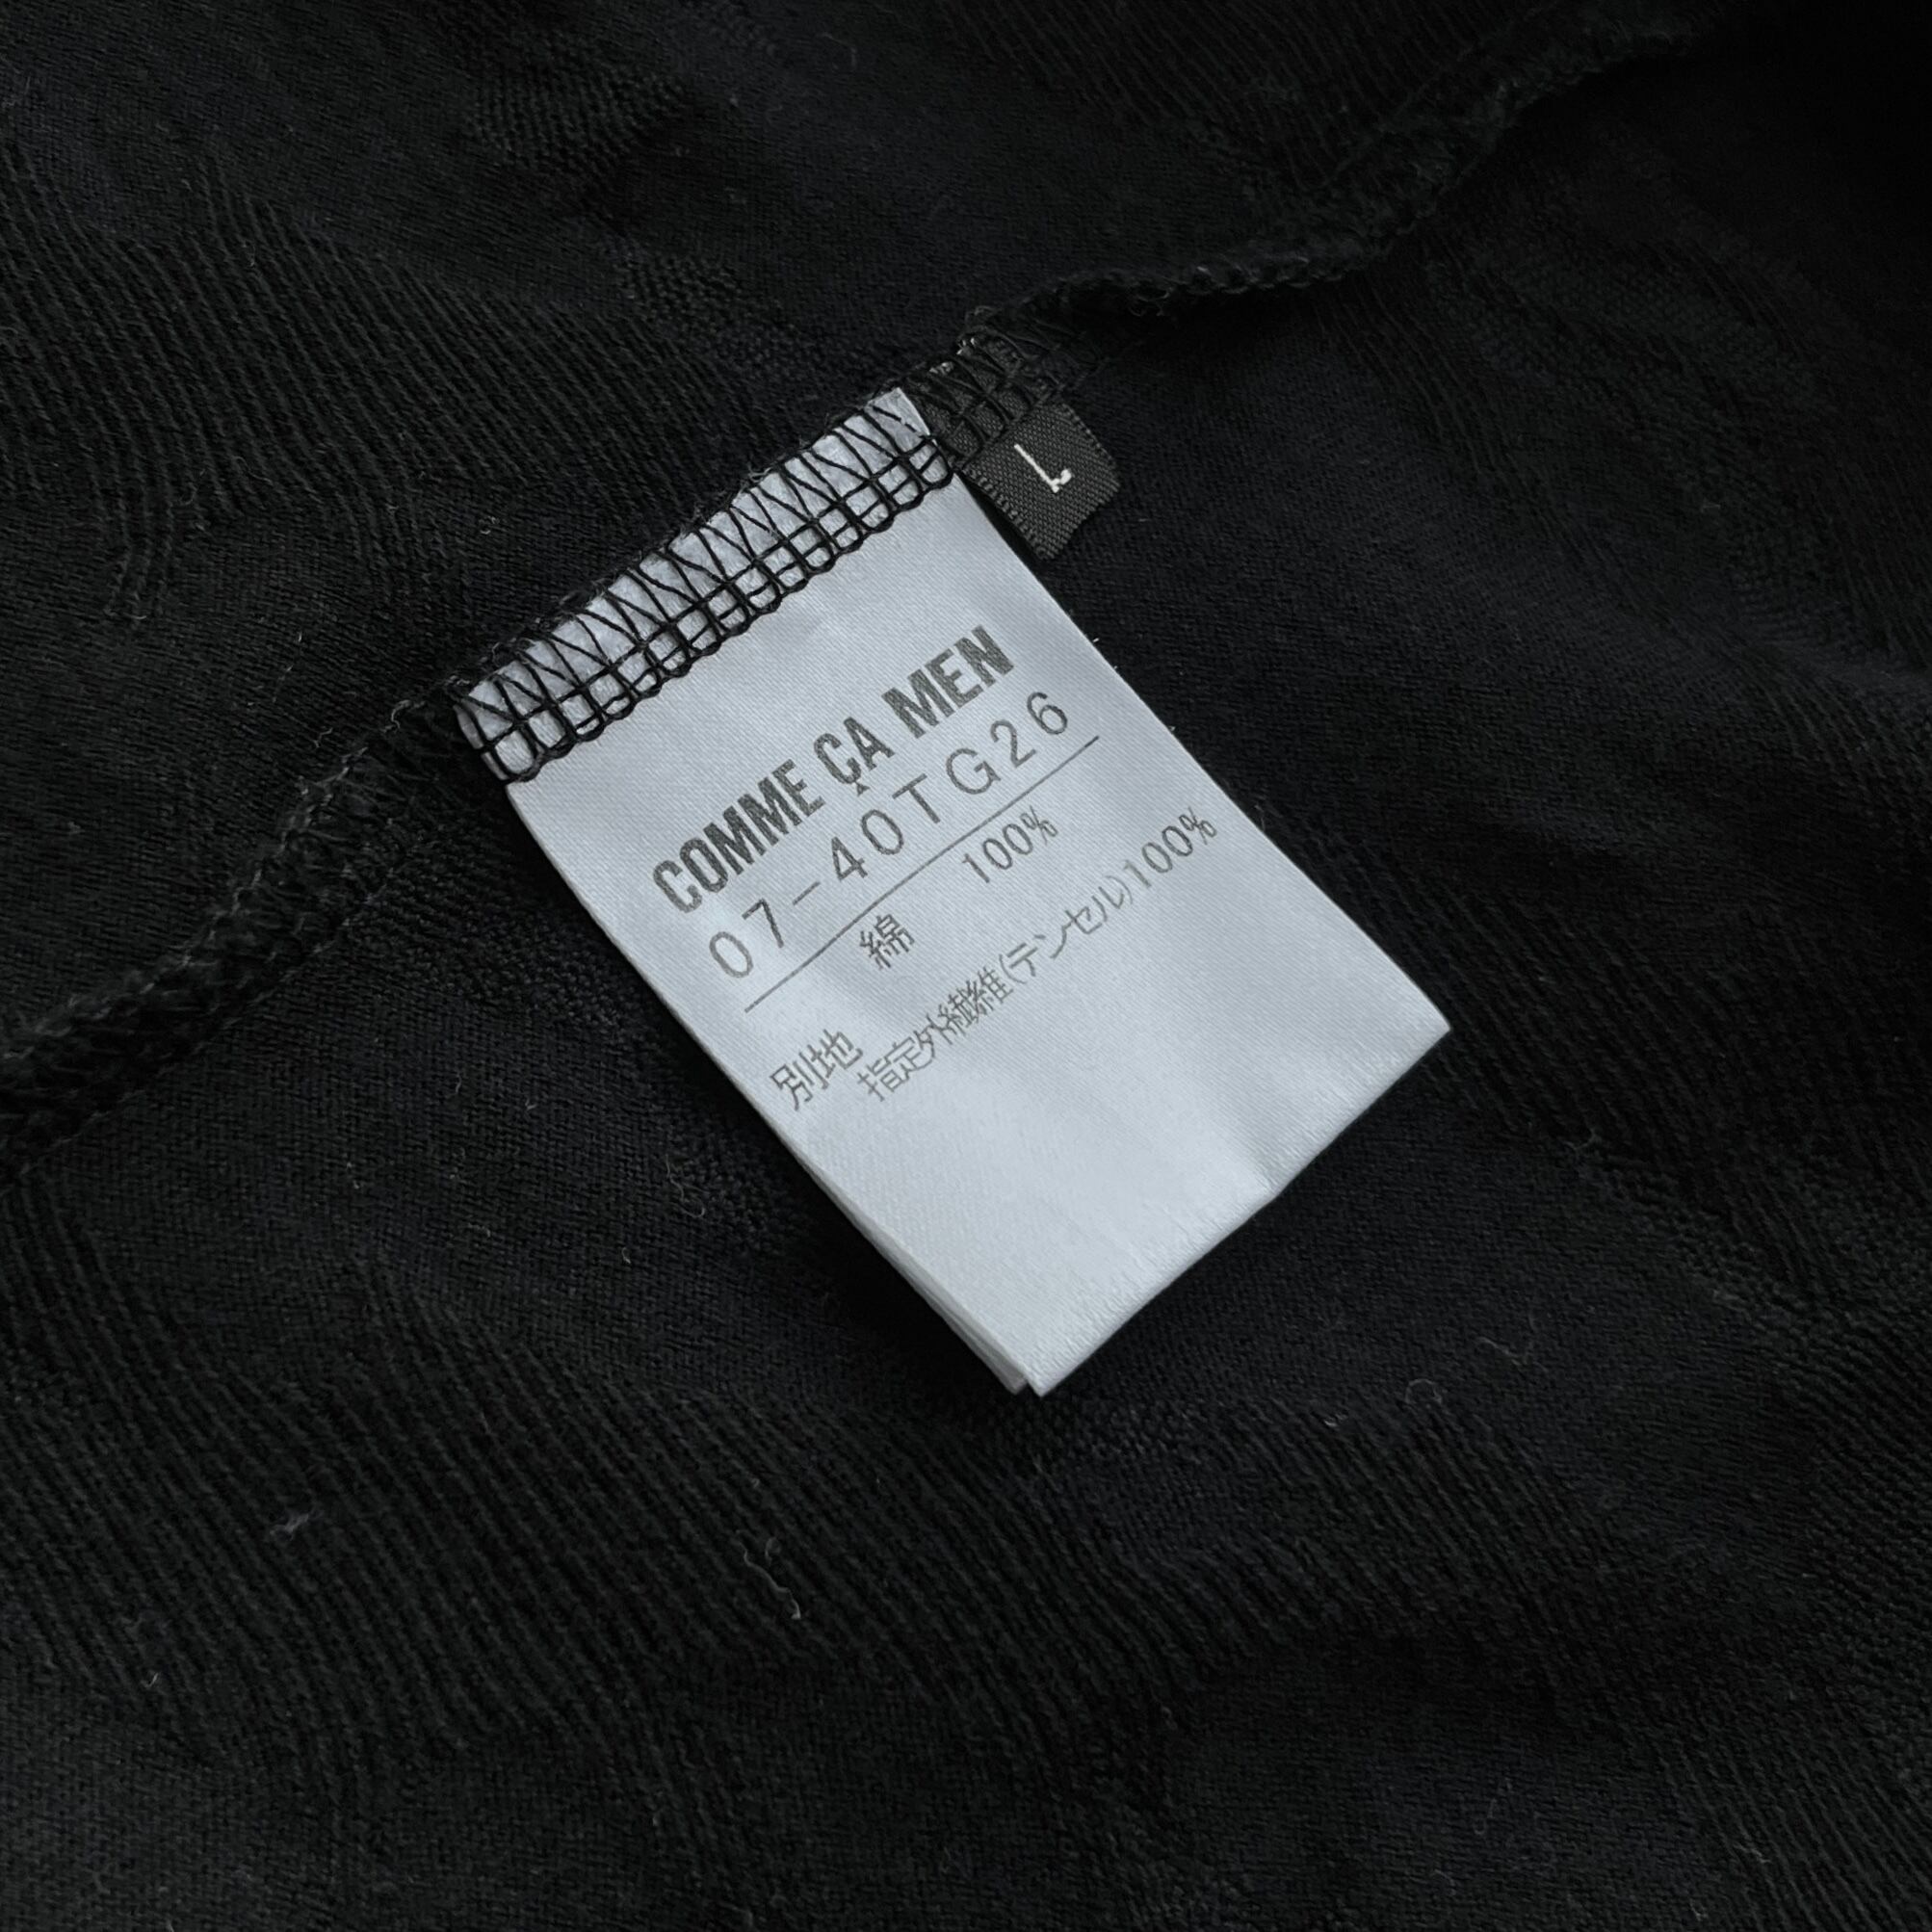 L
COMME ÇA MEN
07-40TG26
綿 100%
別地
指定外繊維(テンセル)100%